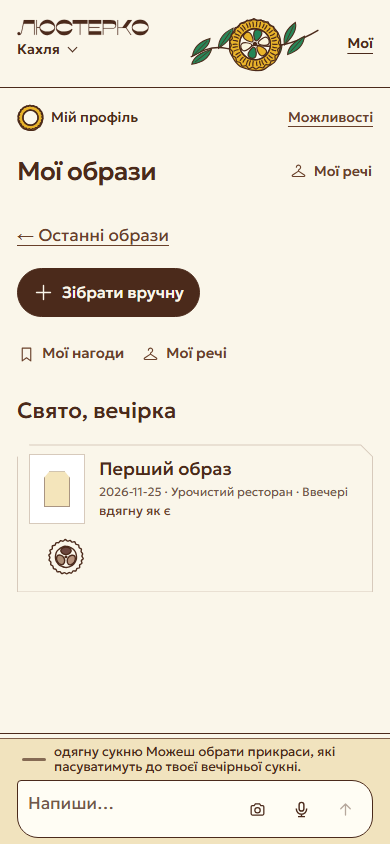 ЛЮСТЕРКО
Кахля
Мої
Мій профіль
Можливості
Мої образи
Мої речі
← Останні образи
+ Зібрати вручну
Мої нагоди
Мої речі
Свято, вечірка
Перший образ
2026-11-25 · Урочистий ресторан · Ввечері
вдягну як є
одягну сукню Можеш обрати прикраси, які
пасуватимуть до твоєї вечірньої сукні.
Напиши...